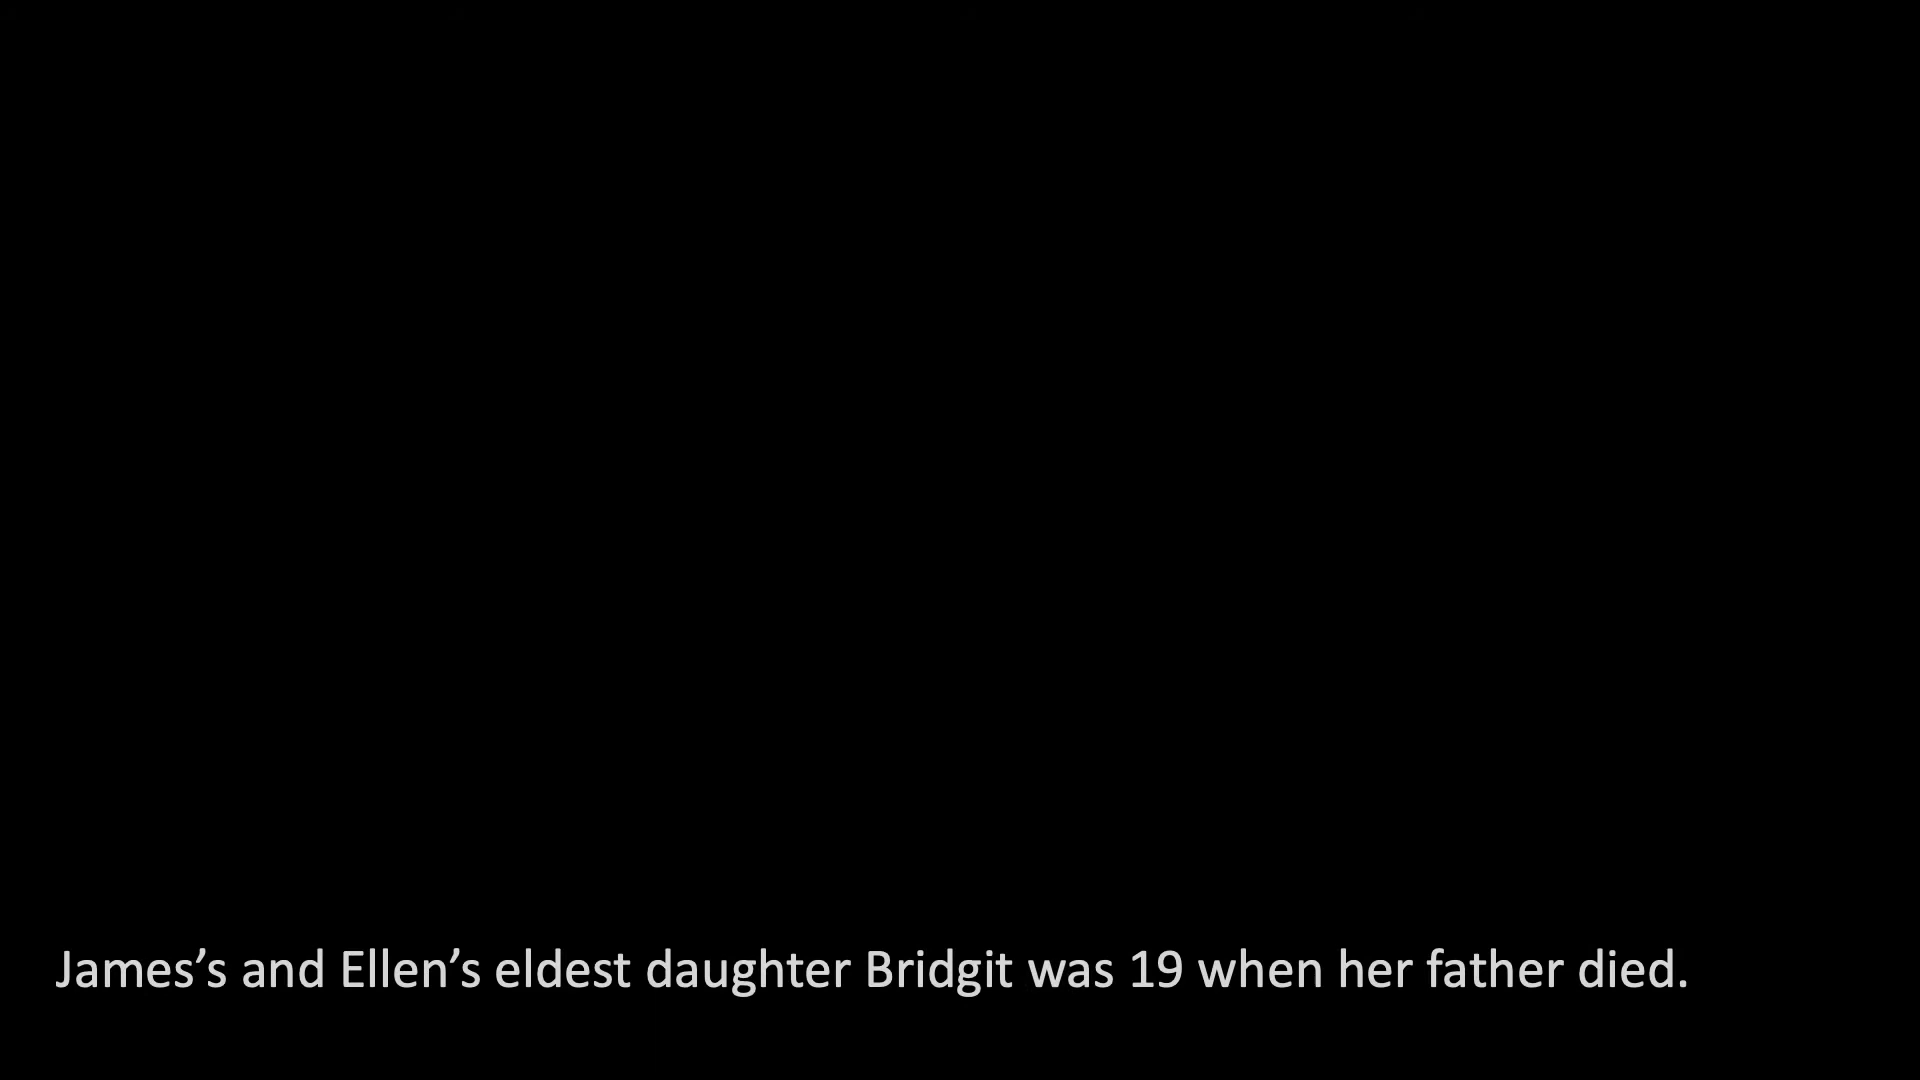 James’s and Ellen’s eldest daughter Bridgit was 19 when her father died.